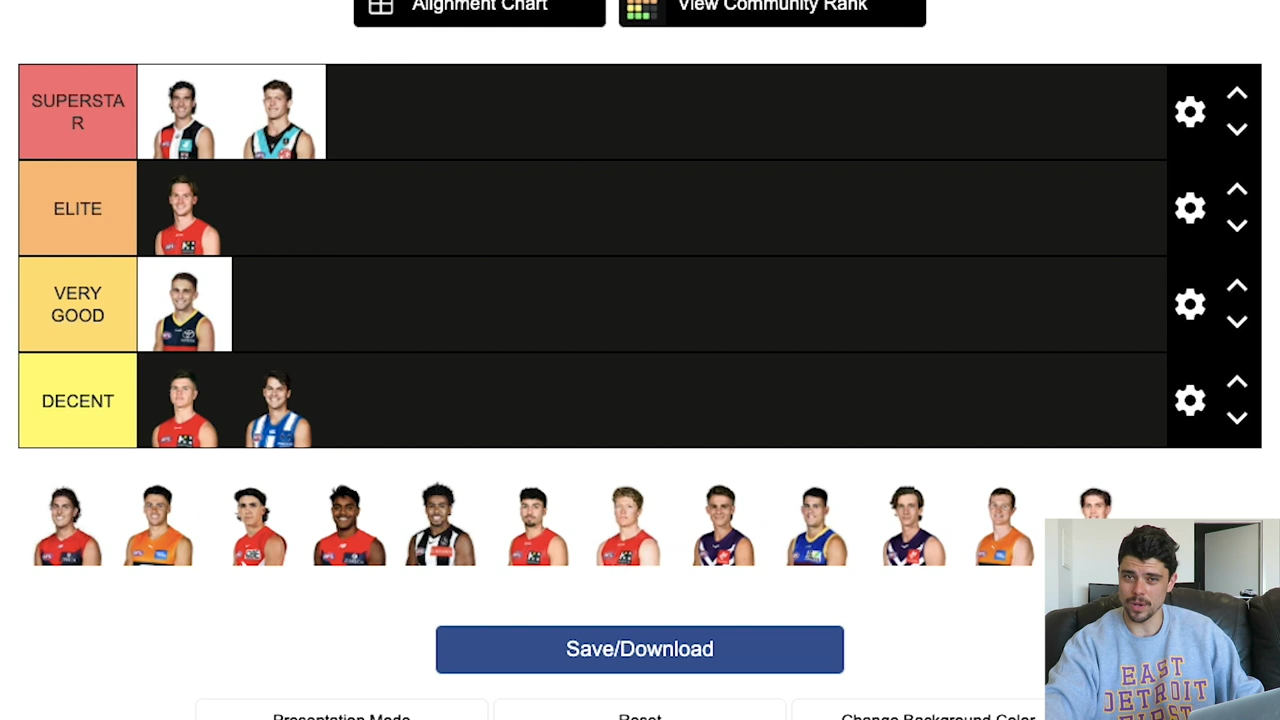 Alignment Chart
View Community Rank
SUPERSTA
R
ELITE
VERY
GOOD
DECENT
Save/Download
Presentation Mode
Reset
Change Background Color
EAST
DETROIT
FIRST